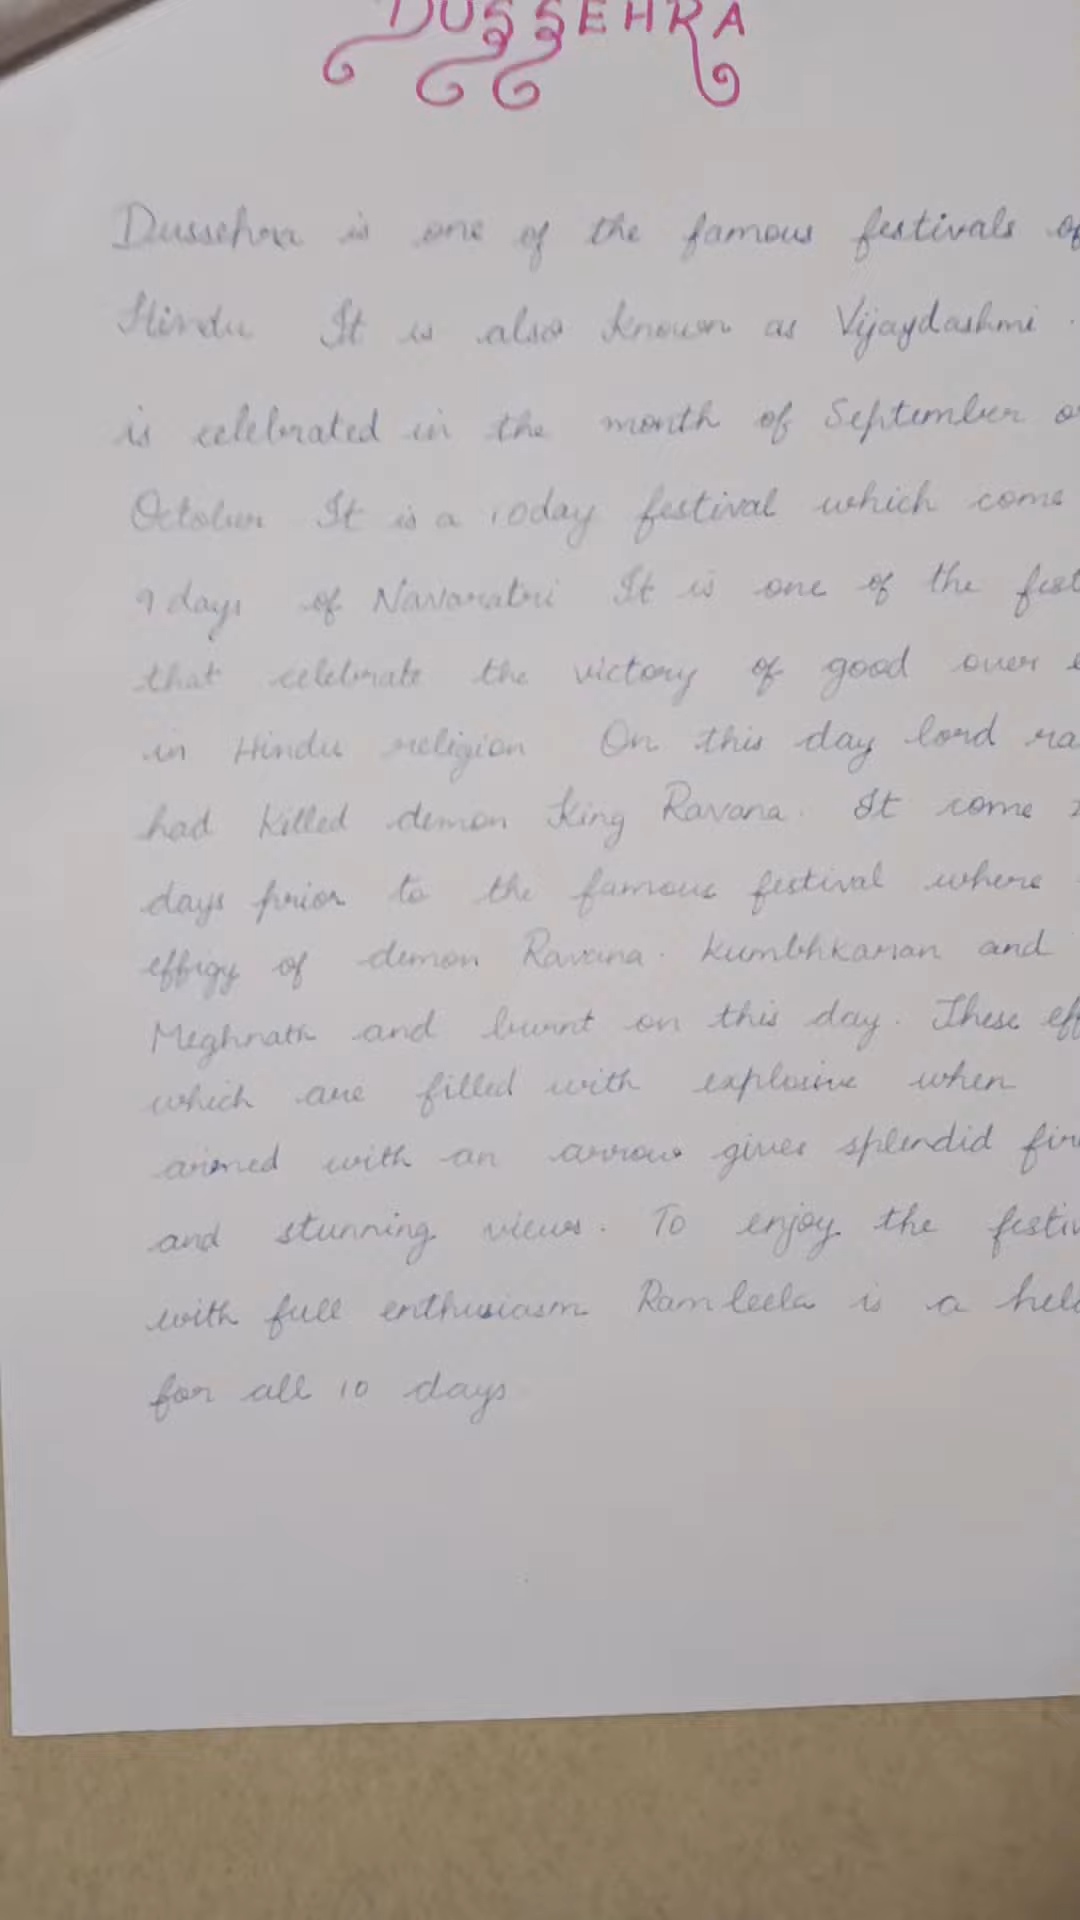 DUSSEHRA
Dussehra is one of the famous festivals of
Hindu It is also known as Vijaydashmi.
is celebrated in the month of September or
October It is a 10day festival which come
9 days of Navaratri It is one of the fest
that celebrate the victory of good over e
in Hindu religion On this day lord ra
had killed demon King Ravana. It come
days prior to the famous festival where
effigy of demon Ravana. Kumbhkaran and
Meghnath and burnt on this day. These eff
which are filled with explosive when
armed with an arrow gives splendid fire
and stunning views. To enjoy the festiv
with full enthusiasm Ramleela is a held
for all 10 days